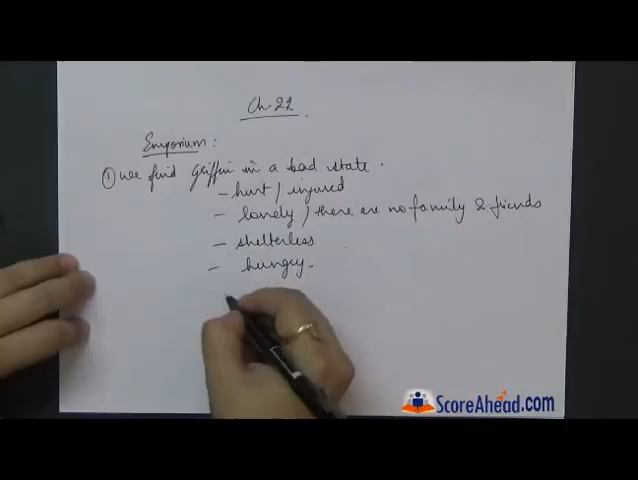 Ch. 22
Emporium:
① we find Griffin in a bad state.
- hurt / injured
- lonely / there are no family & friends
- shelterless
- hungry.
ScoreAhead.com